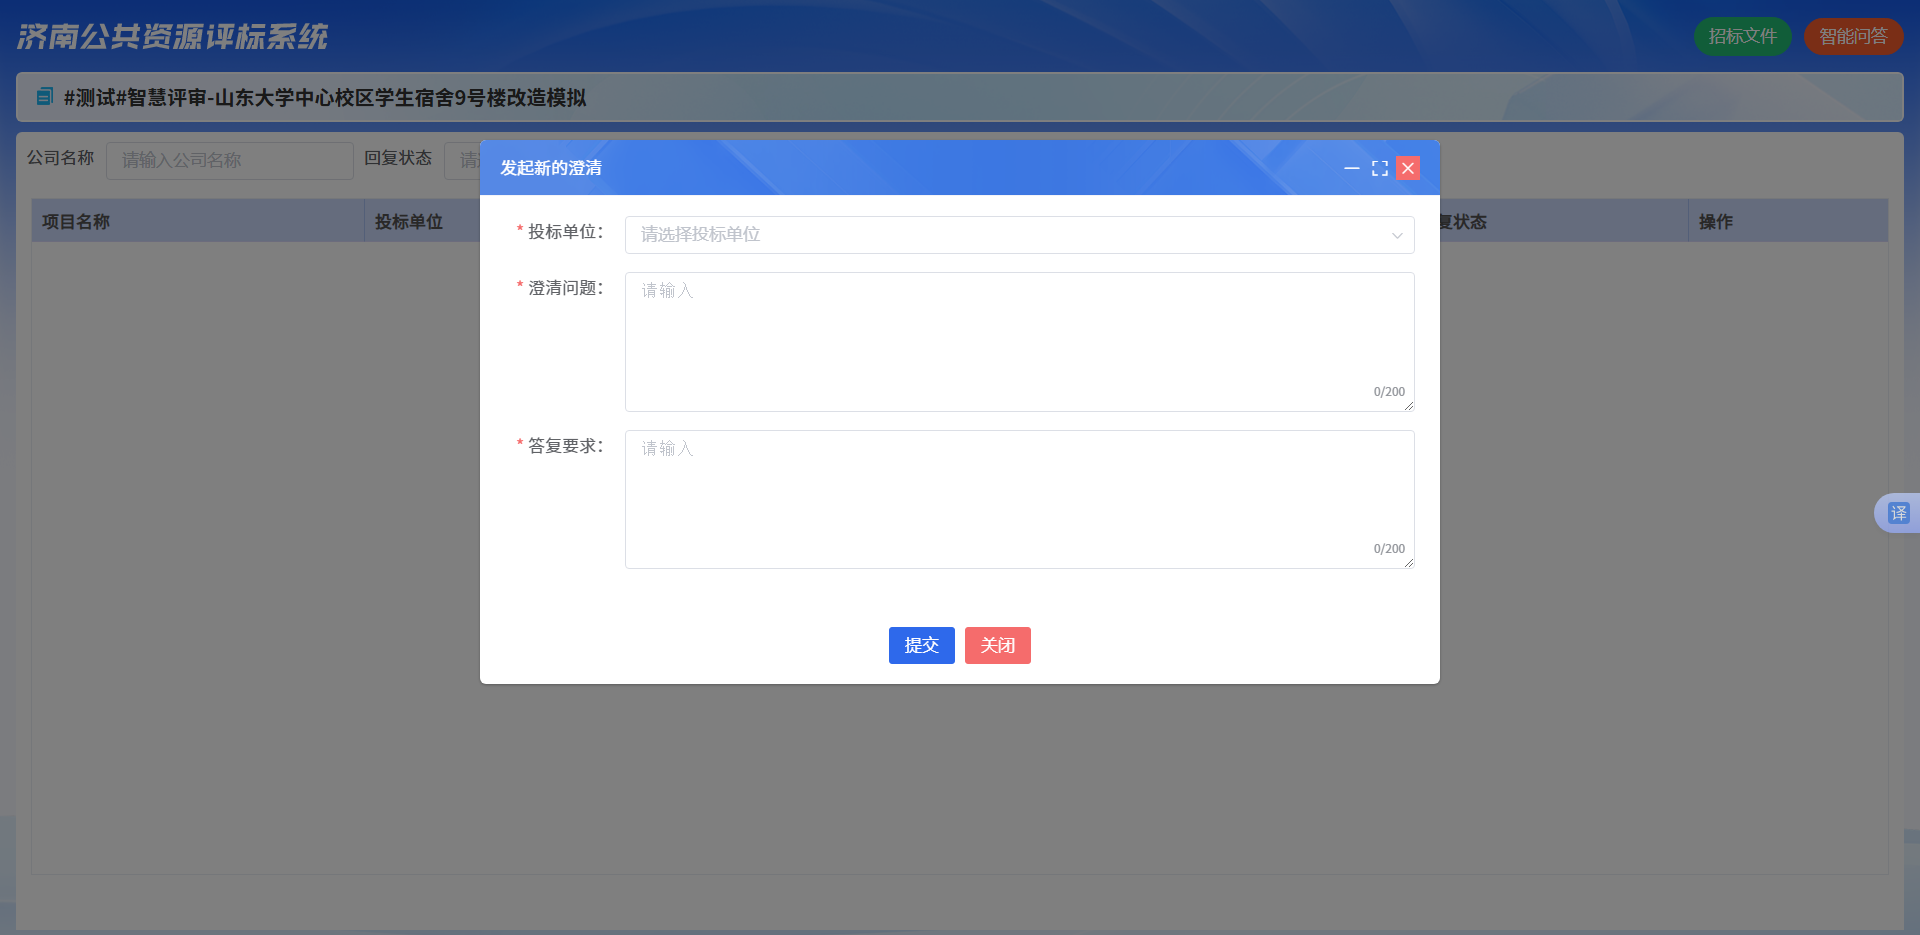 济南公共资源评标系统
招标文件
智能问答
#测试#智慧评审-山东大学中心校区学生宿舍9号楼改造模拟
公司名称
请输入公司名称
回复状态
请
发起新的澄清
项目名称
投标单位
复状态
操作
* 投标单位：
请选择投标单位
* 澄清问题：
请输入
0/200
* 答复要求：
请输入
0/200
译
提交
关闭